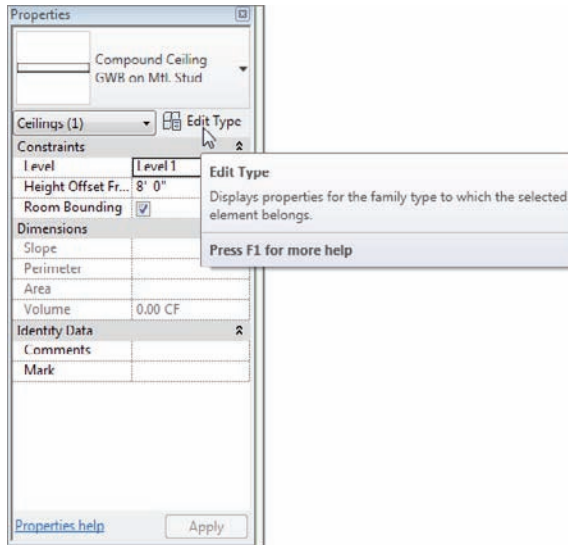 Properties
Compound Ceiling
GWB on Mtl. Stud
Ceilings (1)
Edit Type
Constraints
Level
Level 1
Height Offset Fr...
8' 0"
Room Bounding
Dimensions
Slope
Perimeter
Area
Volume
0.00 CF
Identity Data
Comments
Mark
Edit Type
Displays properties for the family type to which the selected
element belongs.
Press F1 for more help
Properties help
Apply